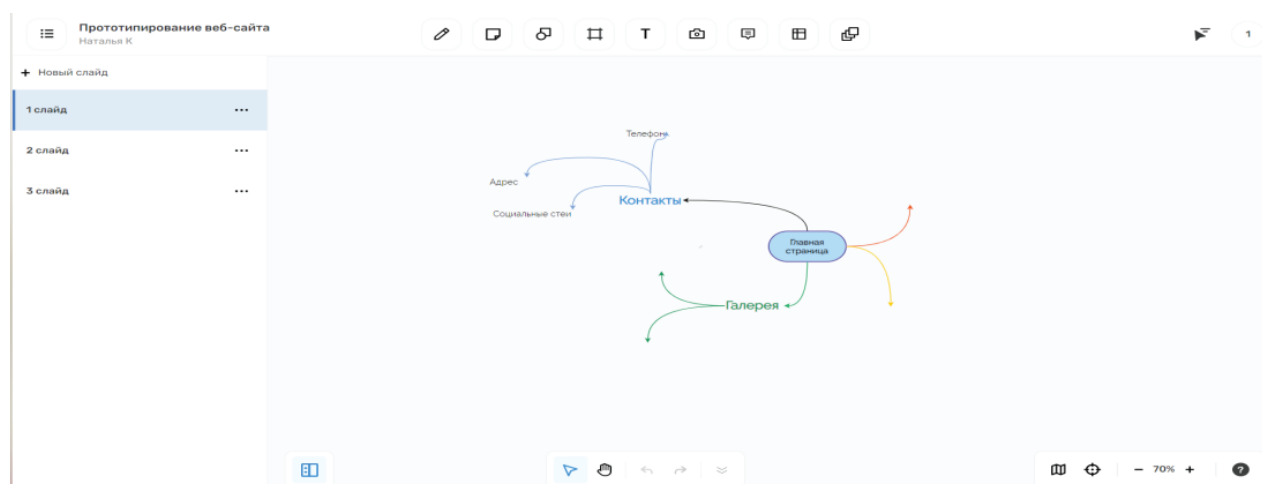 Прототипирование веб-сайта
Наталья К
T
1
+ Новый слайд
1 слайд
2 слайд
3 слайд
Телефон
Адрес
Социальные стеи
Контакты
Главная
страница
Галерея
− 70% +
?